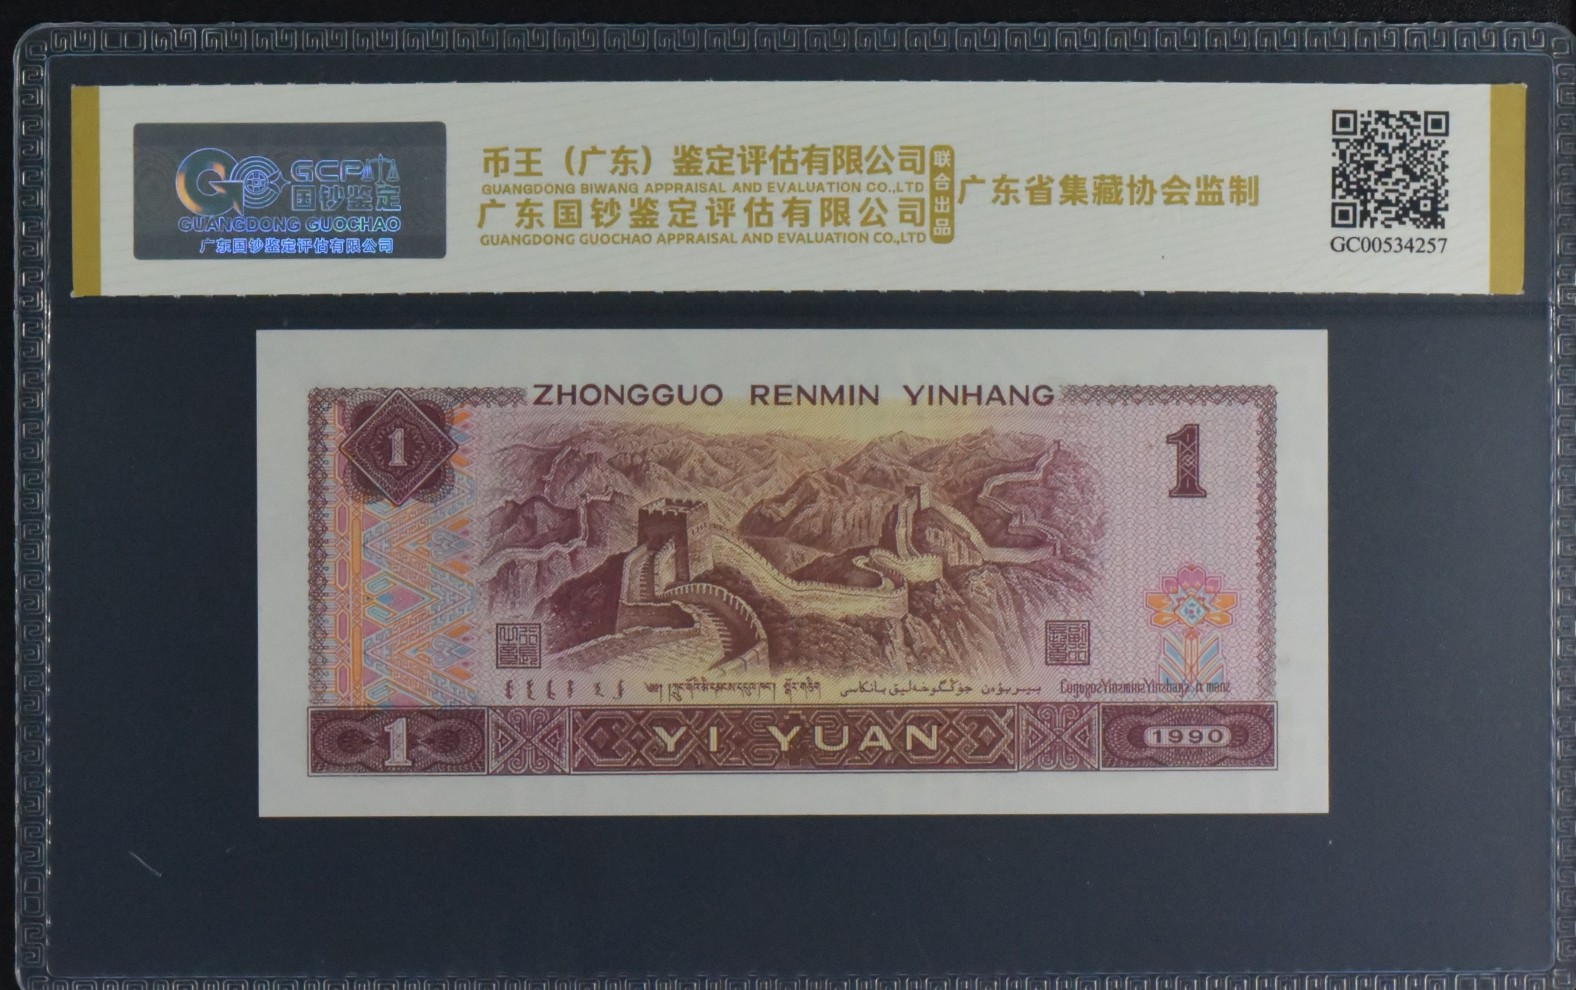 GCP
国钞鉴定
GUANGDONG GUOCHAO
广东国钞鉴定评估有限公司
币王（广东）鉴定评估有限公司
GUANGDONG BIWANG APPRAISAL AND EVALUATION CO.,LTD
广东国钞鉴定评估有限公司
GUANGDONG GUOCHAO APPRAISAL AND EVALUATION CO.,LTD
联合出品
广东省集藏协会监制
GC00534257
ZHONGGUO RENMIN YINHANG
1
1
1
YI YUAN
1990